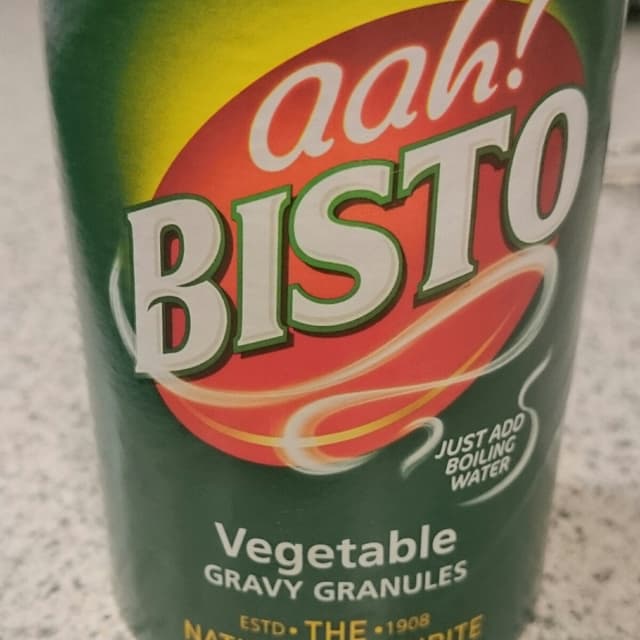 aah!
BISTO
JUST ADD
BOILING
WATER
Vegetable
GRAVY GRANULES
ESTD • THE • 1908